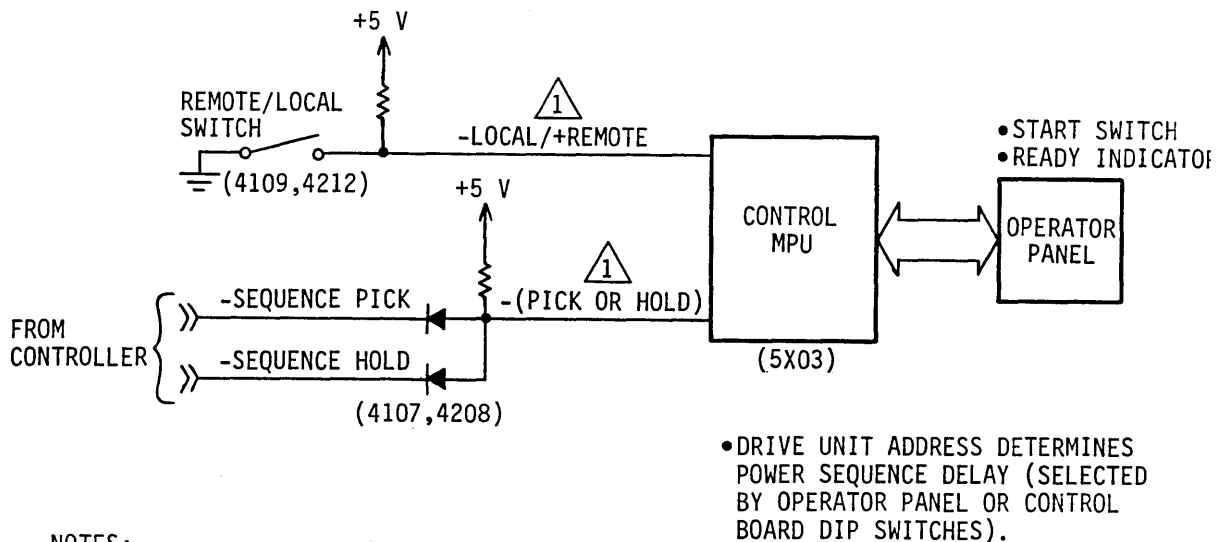 +5 V
REMOTE/LOCAL
SWITCH
1
-LOCAL/+REMOTE
(4109,4212)
+5 V
•START SWITCH
•READY INDICATOR
CONTROL
MPU
OPERATOR
PANEL
1
-(PICK OR HOLD)
-SEQUENCE PICK
FROM
CONTROLLER
-SEQUENCE HOLD
(5X03)
(4107,4208)
•DRIVE UNIT ADDRESS DETERMINES
POWER SEQUENCE DELAY (SELECTED
BY OPERATOR PANEL OR CONTROL
BOARD DIP SWITCHES).
NOTES: